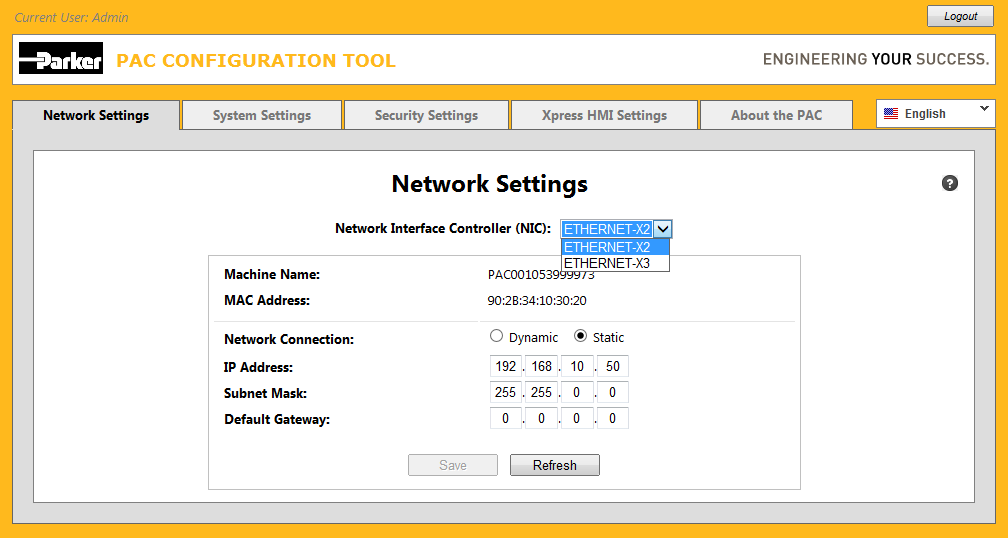 Current User: Admin
Logout
Parker PAC CONFIGURATION TOOL
ENGINEERING YOUR SUCCESS.
Network Settings
System Settings
Security Settings
Xpress HMI Settings
About the PAC
English
Network Settings
?
Network Interface Controller (NIC): ETHERNET-X2
ETHERNET-X2
ETHERNET-X3
Machine Name: PAC001053999973
MAC Address: 90:2B:34:10:30:20
Network Connection: Dynamic Static
IP Address: 192 . 168 . 10 . 50
Subnet Mask: 255 . 255 . 0 . 0
Default Gateway: 0 . 0 . 0 . 0
Save Refresh